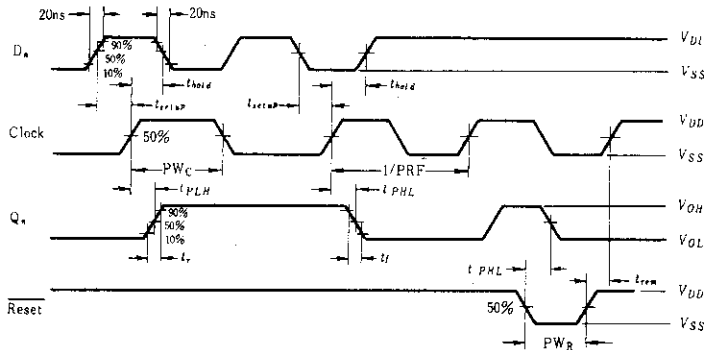 20ns 20ns
Dn 90% 50% 10% VDD VSS
thold thold
tsetup tsetup
Clock 50% VDD VSS
PWC 1/PRF
tPLH tPHL
Qn 90% 50% 10% VOH VOL
tr tf tPHL trem
Reset 50% VDD VSS
PWR